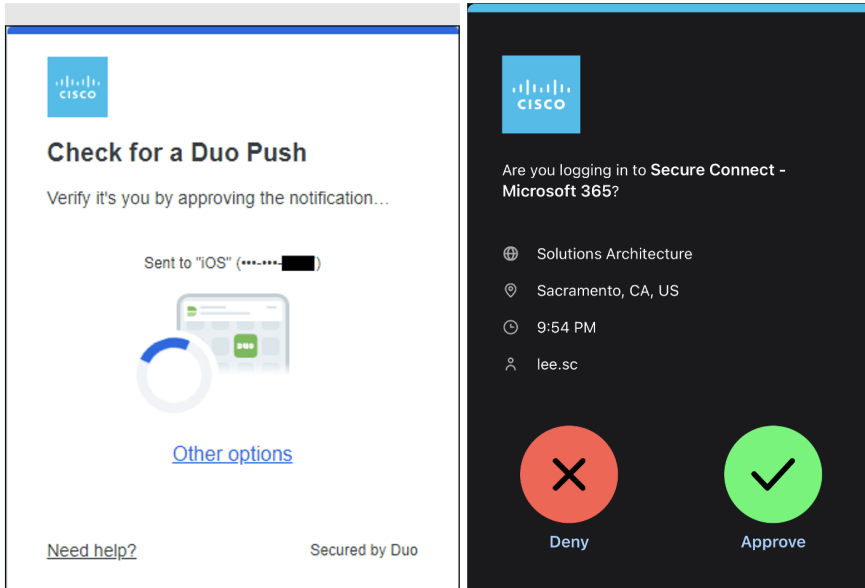 CISCO
Check for a Duo Push
Verify it's you by approving the notification...
Sent to "iOS" (•••-•••-)
DUO
Other options
Need help?
Secured by Duo
CISCO
Are you logging in to Secure Connect -
Microsoft 365?
Solutions Architecture
Sacramento, CA, US
9:54 PM
lee.sc
Deny
Approve